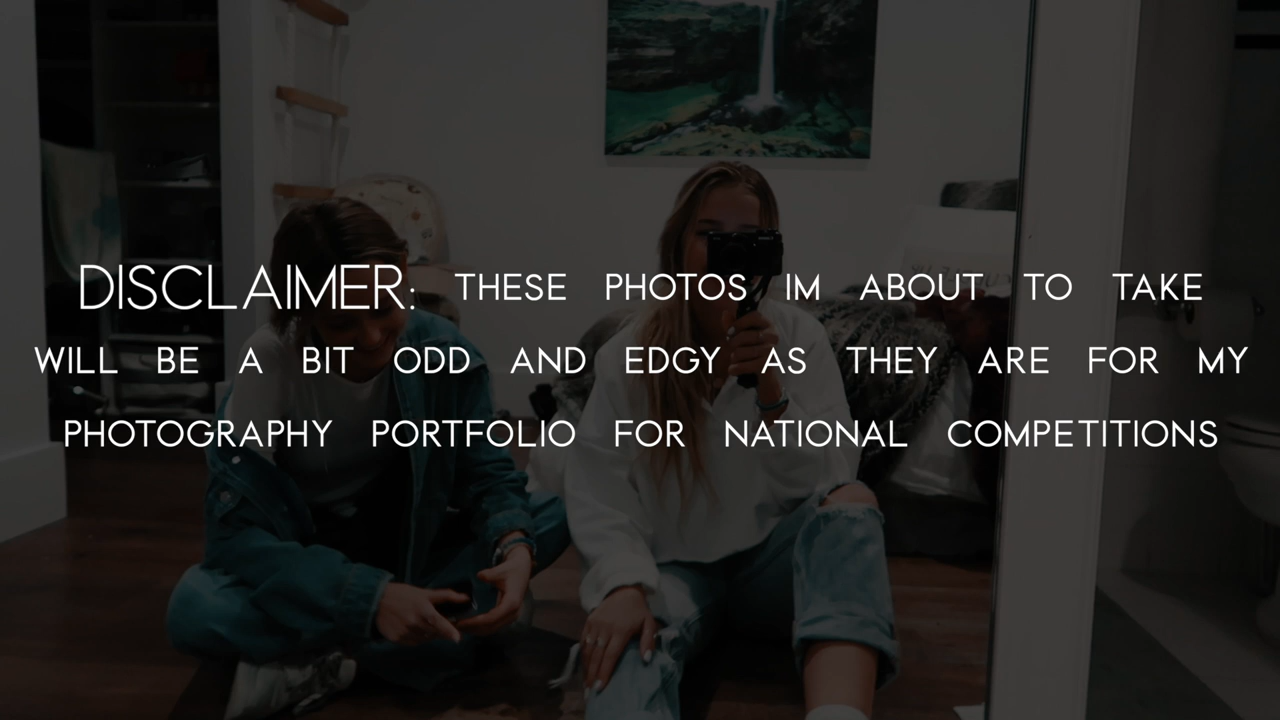 DISCLAIMER: THESE PHOTOS IM ABOUT TO TAKE
WILL BE A BIT ODD AND EDGY AS THEY ARE FOR MY
PHOTOGRAPHY PORTFOLIO FOR NATIONAL COMPETITIONS